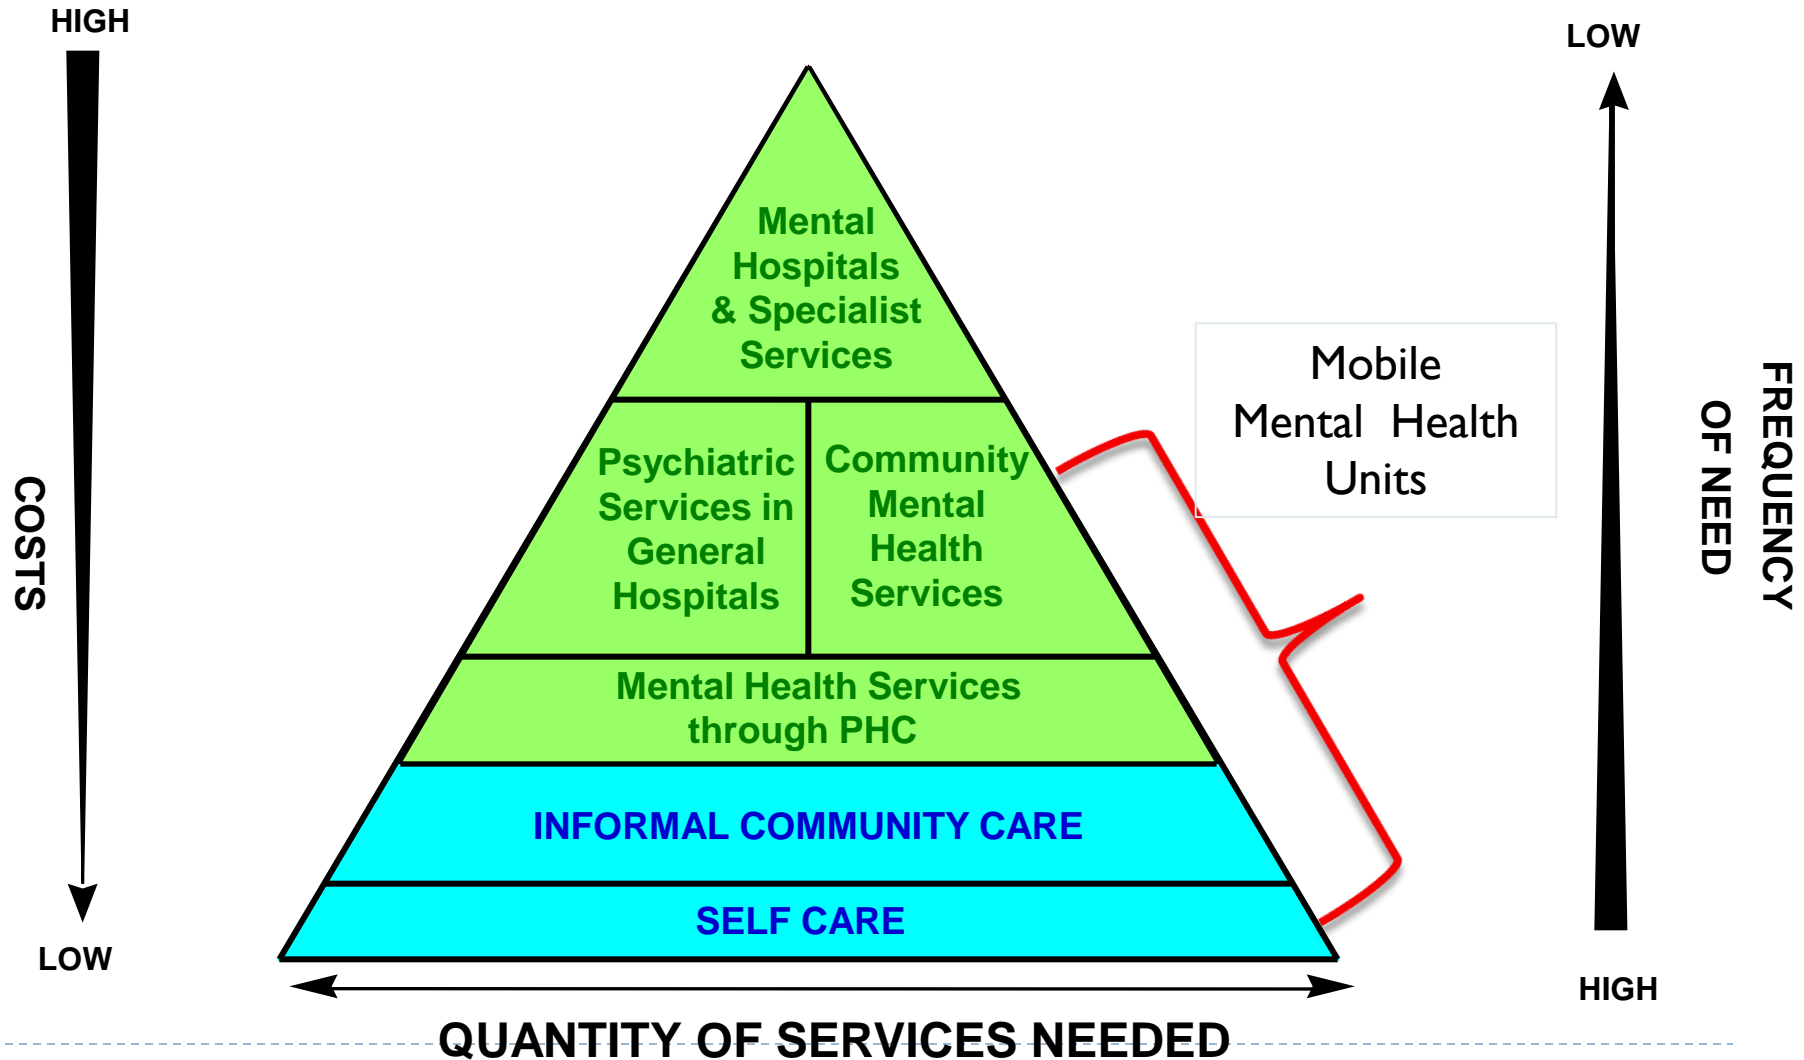 HIGH
LOW
Mental
Hospitals
& Specialist
Services
Mobile
Mental Health
Units
Psychiatric
Services in
General
Hospitals
Community
Mental
Health
Services
COSTS
FREQUENCY
OF NEED
Mental Health Services
through PHC
INFORMAL COMMUNITY CARE
SELF CARE
LOW
HIGH
QUANTITY OF SERVICES NEEDED